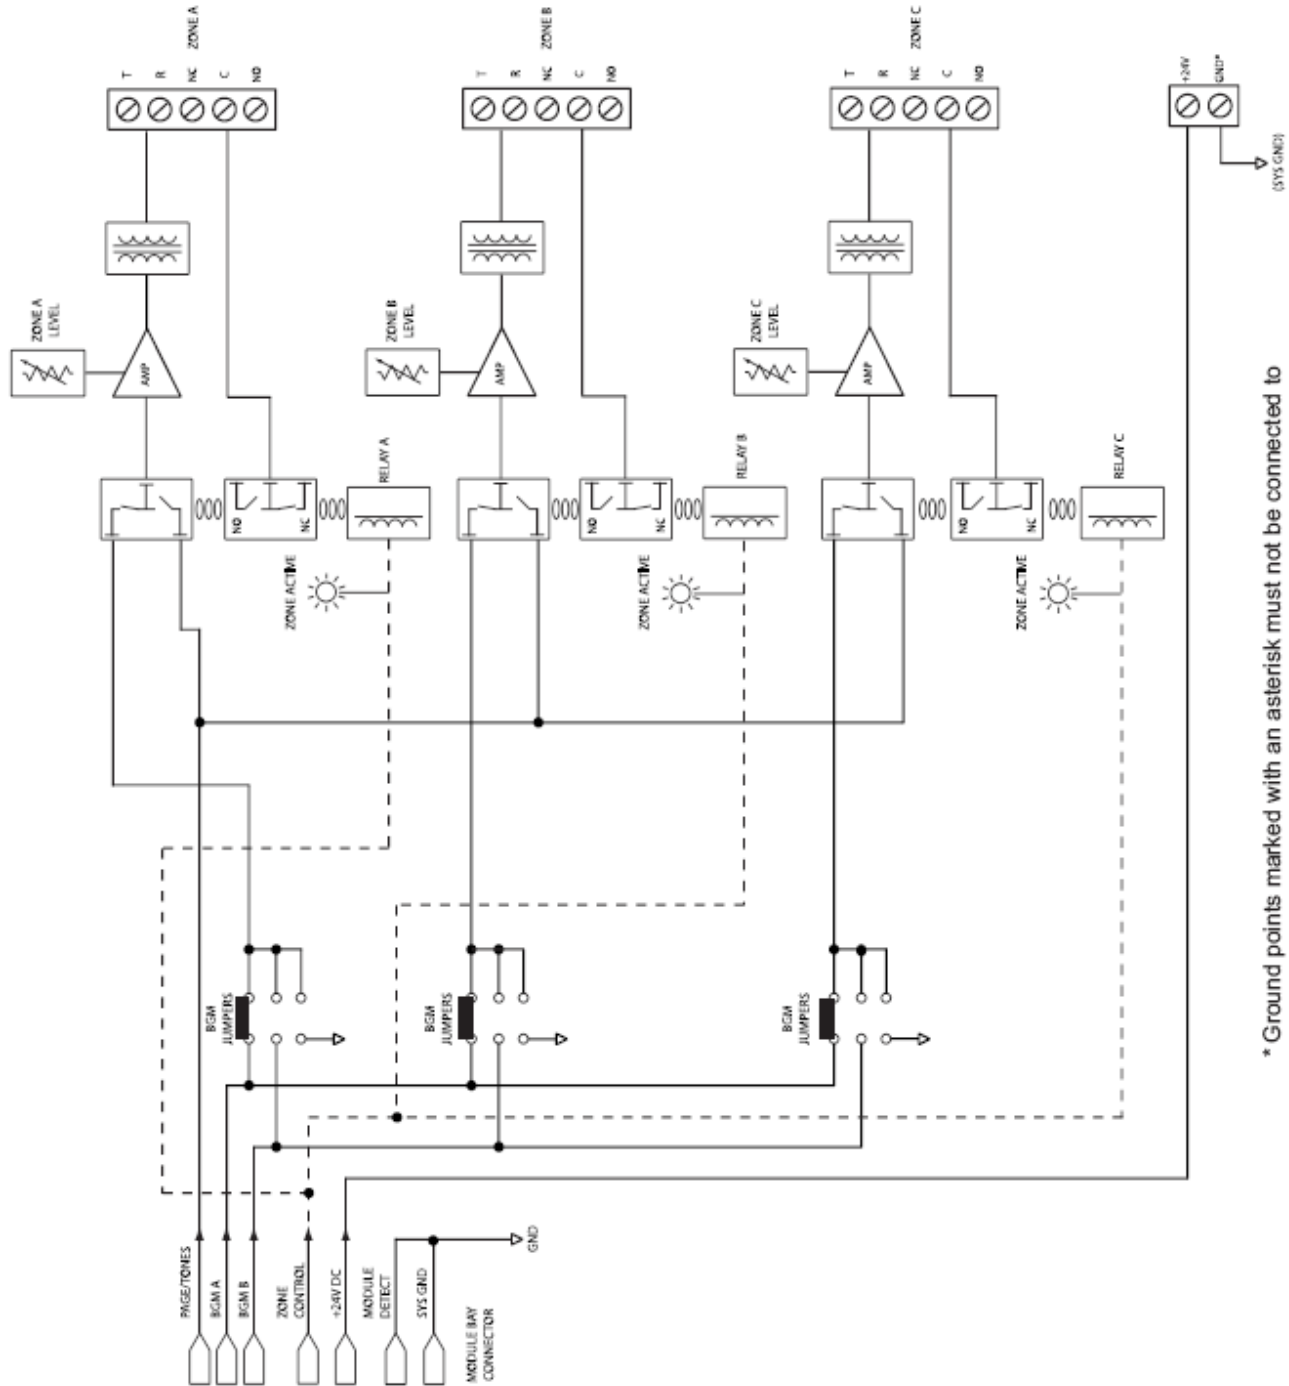 ZONE A
T
R
NC
C
NO
ZONE B
T
R
NC
C
NO
ZONE C
T
R
NC
C
NO
+24V
GND*
(SYS GND)
ZONE A
LEVEL
AMP
ZONE B
LEVEL
AMP
ZONE C
LEVEL
AMP
NO
NC
RELAY A
ZONE ACTIVE
NO
NC
RELAY B
ZONE ACTIVE
NO
NC
RELAY C
ZONE ACTIVE
BGM
JUMPERS
BGM
JUMPERS
BGM
JUMPERS
PAGE/TONES
BGM A
BGM B
ZONE
CONTROL
+24V DC
MODULE
DETECT
SYS GND
GND
MODULE BAY
CONNECTOR
* Ground points marked with an asterisk must not be connected to